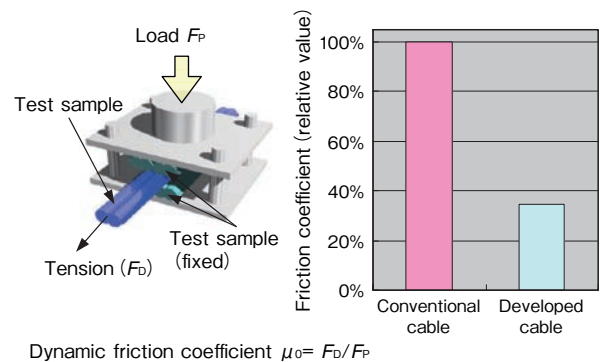 Load FP
Test sample
Test sample
(fixed)
Tension (FD)
Friction coefficient (relative value)
100%
80%
60%
40%
20%
0%
Conventional
cable
Developed
cable
Dynamic friction coefficient μ0= FD/FP